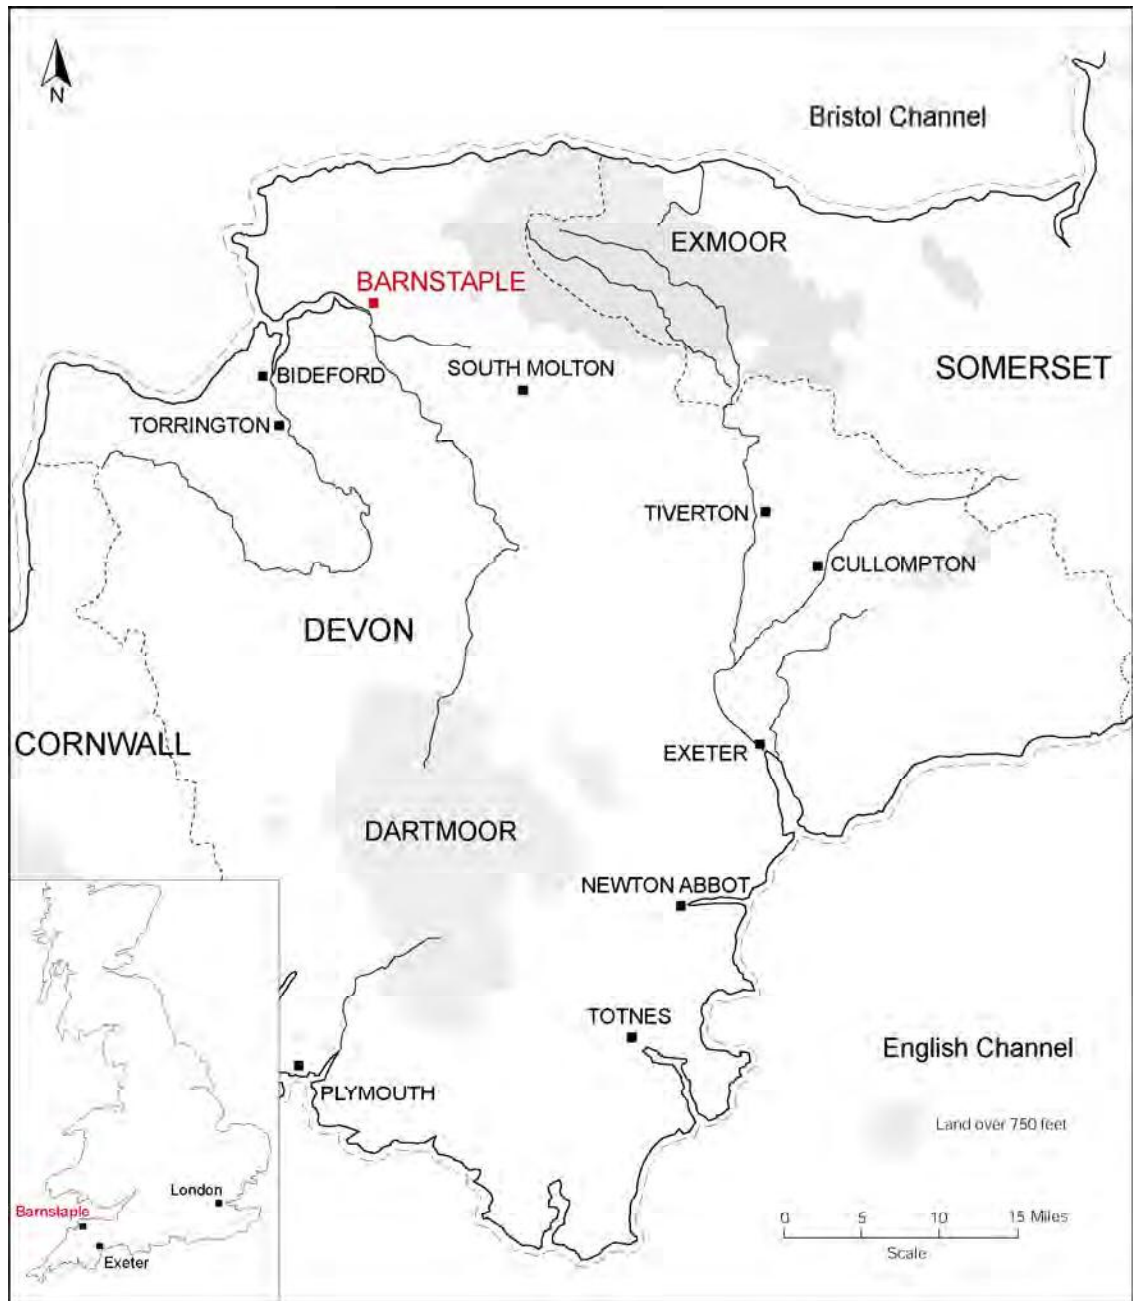 N
Bristol Channel
EXMOOR
BARNSTAPLE
SOUTH MOLTON
SOMERSET
BIDEFORD
TORRINGTON
TIVERTON
CULLOMPTON
DEVON
CORNWALL
EXETER
DARTMOOR
NEWTON ABBOT
TOTNES
English Channel
PLYMOUTH
Land over 750 feet
London
Barnstaple
Exeter
0 5 10 15 Miles
Scale